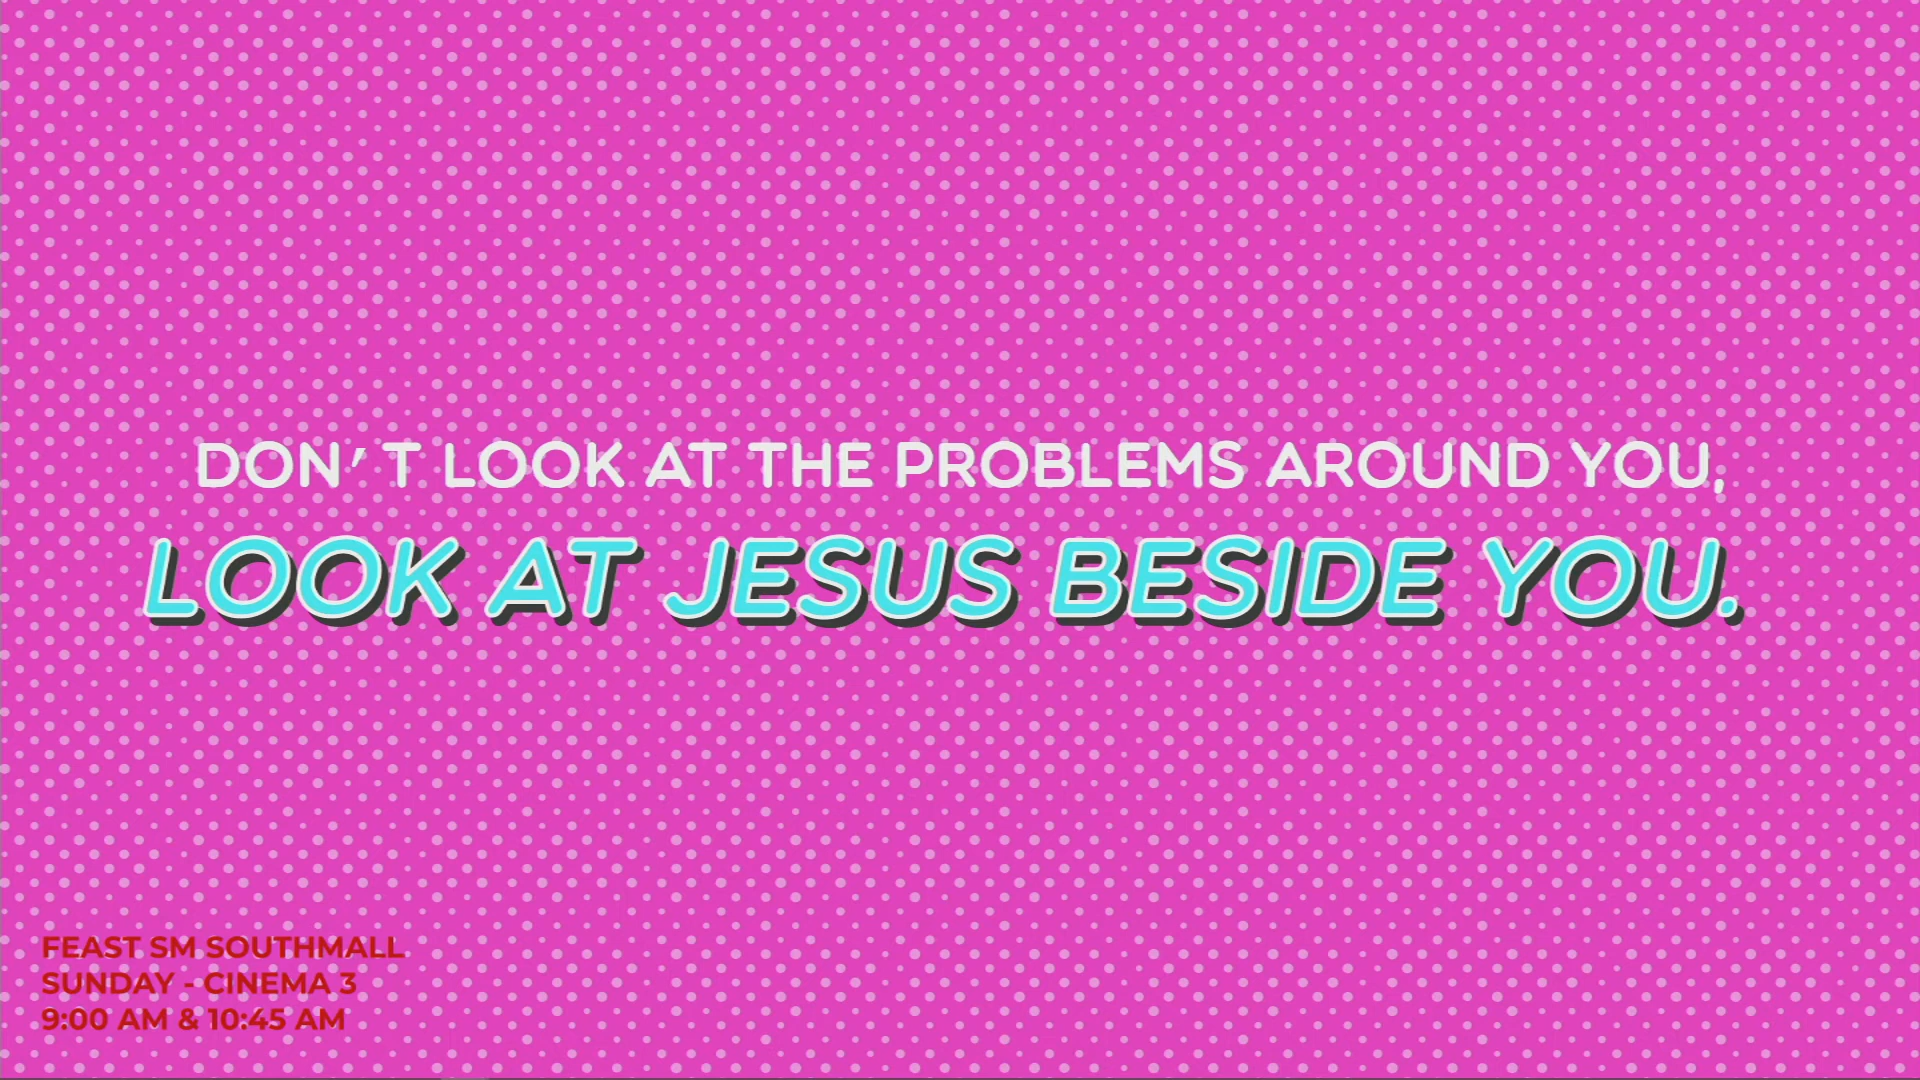 DON'T LOOK AT THE PROBLEMS AROUND YOU,
LOOK AT JESUS BESIDE YOU.
FEAST SM SOUTHMALL
SUNDAY - CINEMA 3
9:00 AM & 10:45 AM